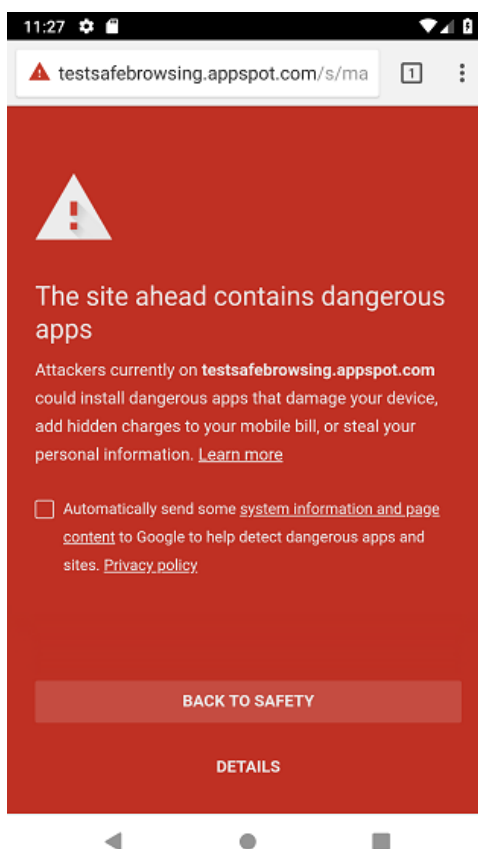 11:27
testsafebrowsing.appspot.com/s/ma
1
The site ahead contains dangerous
apps
Attackers currently on testsafebrowsing.appspot.com
could install dangerous apps that damage your device,
add hidden charges to your mobile bill, or steal your
personal information. Learn more
Automatically send some system information and page
content to Google to help detect dangerous apps and
sites. Privacy policy
BACK TO SAFETY
DETAILS